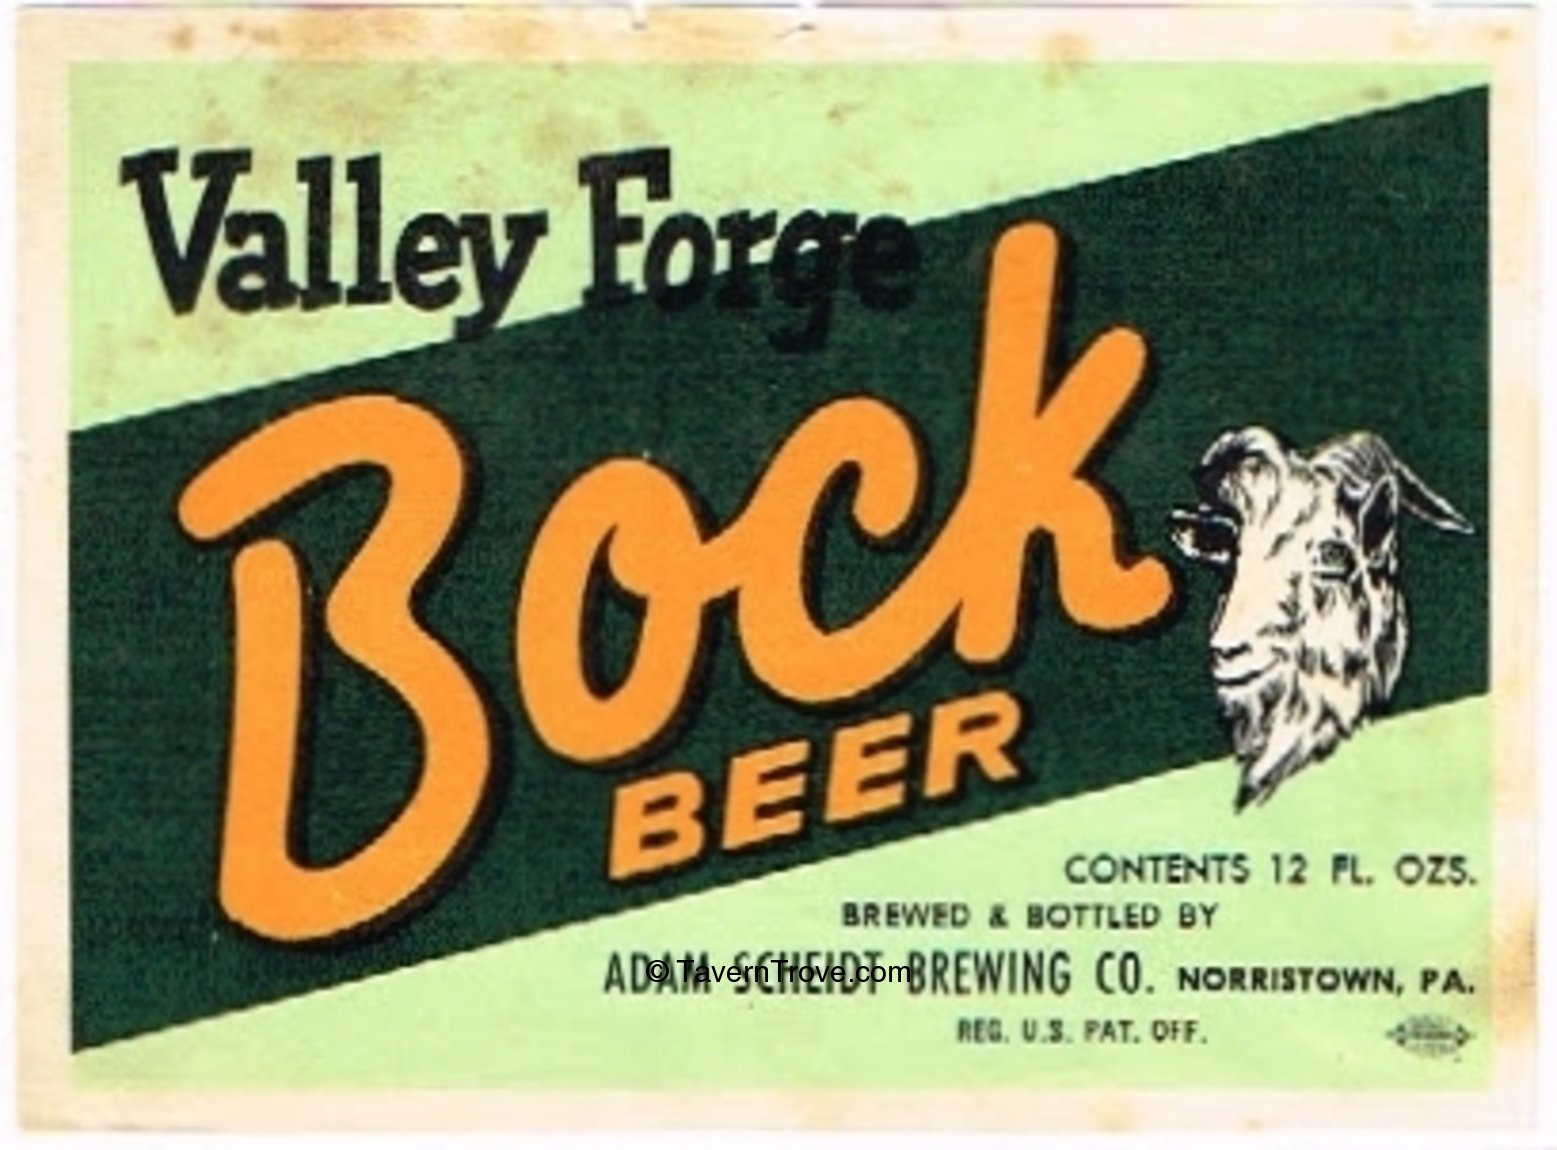 Valley Forge
Bock
BEER
CONTENTS 12 FL. OZS.
BREWED & BOTTLED BY
ADAM SCHEIDT BREWING CO. NORRISTOWN, PA.
© TavernTrove.com
REG. U.S. PAT. OFF.